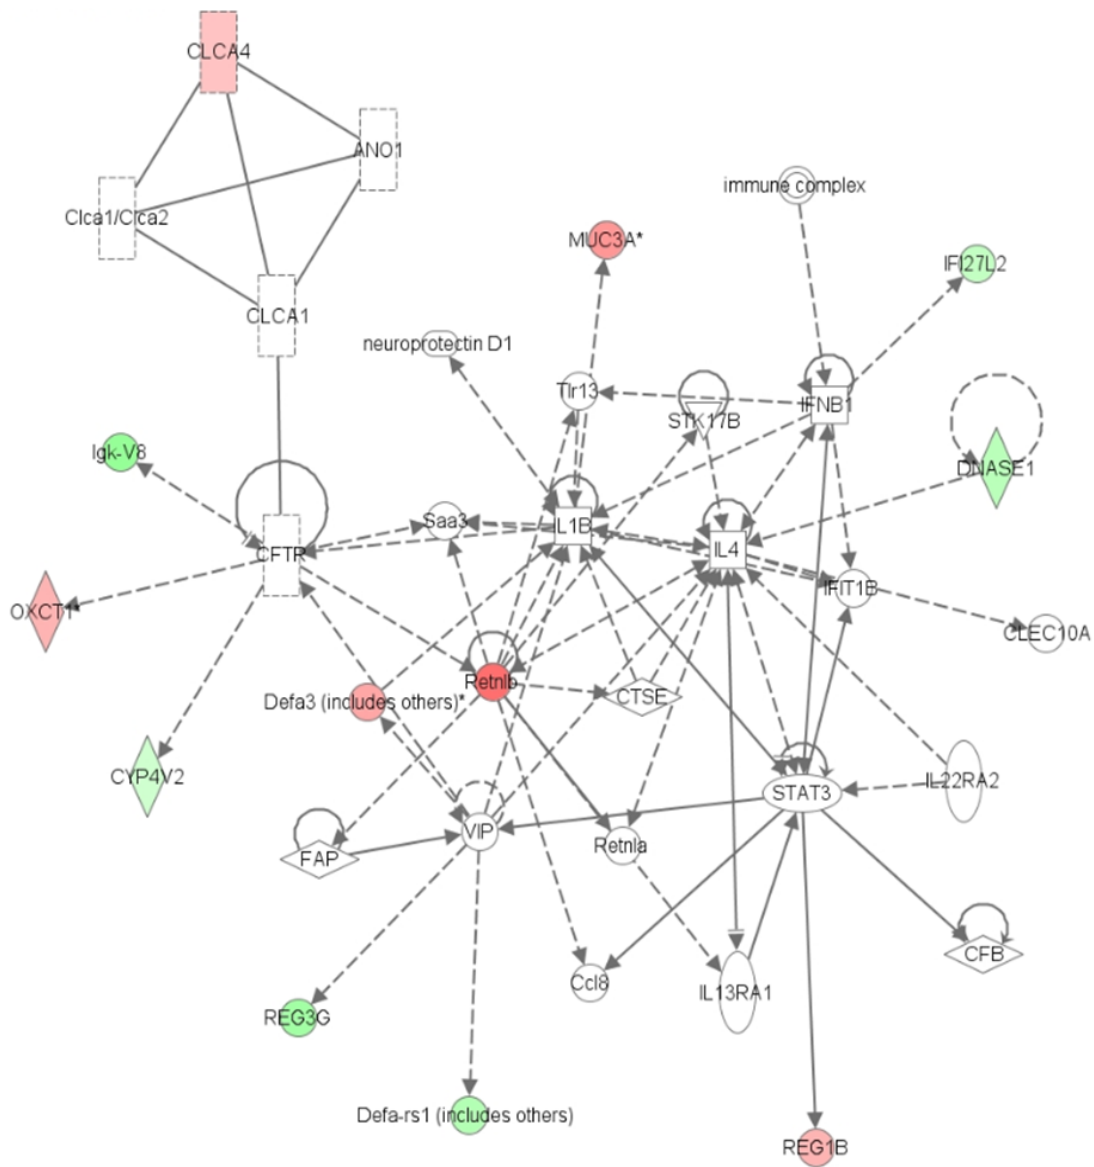 CLCA4
ANO1
immune complex
Clca1/Clca2
MUC3A*
IFI27L2
CLCA1
neuroprotectin D1
Tlr13
IFNB1
STK17B
Igk-V8
DNASE1
Saa3
IL1B
IL4
CFTR
IFIT1B
OXCT1*
CLEC10A
Retnlb
CTSE
Defa3 (includes others)*
CYP4V2
IL22RA2
STAT3
VIP
Retnla
FAP
CFB
Ccl8
IL13RA1
REG3G
Defa-rs1 (includes others)
REG1B